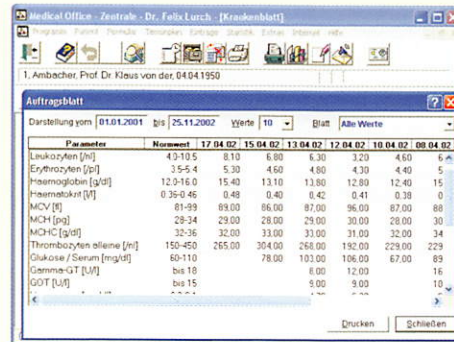 Medical Office - Zentrale - Dr. Felix Lurch - [Krankenblatt]
Programm Patient Formular Terminplan Einträge Statistik Extras Internet Hilfe
1, Ambacher, Prof. Dr. Klaus von der, 04.04.1950
Auftragsblatt
Darstellung vom 01.01.2001 bis 25.11.2002 Werte 10 Blatt Alle Werte
Parameter Normwert 17.04.02 15.04.02 13.04.02 12.04.02 10.04.02 08.04.02
Leukozyten [/nl] 4.0-10.5 8,10 6,80 6,30 3,20 4,60 6
Erythrozyten [/pl] 3.5-5.4 5,30 4,60 4,80 4,30 4,40 5
Haemoglobin [g/dl] 12.0-16.0 15,40 13,10 13,80 12,80 12,40 15
Haematokrit [l/l] 0.36-0.46 0,48 0,40 0,42 0,41 0,38 0
MCV [fl] 81-99 89,00 86,00 87,00 96,00 87,00 88
MCH [pg] 28-34 29,00 28,00 29,00 30,00 28,00 30
MCHC [g/dl] 32-36 32,00 33,00 33,00 31,00 32,00 34
Thrombozyten alleine [/nl] 150-450 265,00 304,00 268,00 192,00 229,00 229
Glukose / Serum [mg/dl] 60-110 78,00 103,00 106,00 67,00 89
Gamma-GT [U/l] bis 18 8,00 12,00 16
GOT [U/l] bis 15 9,00 9,00 10
Drucken Schließen